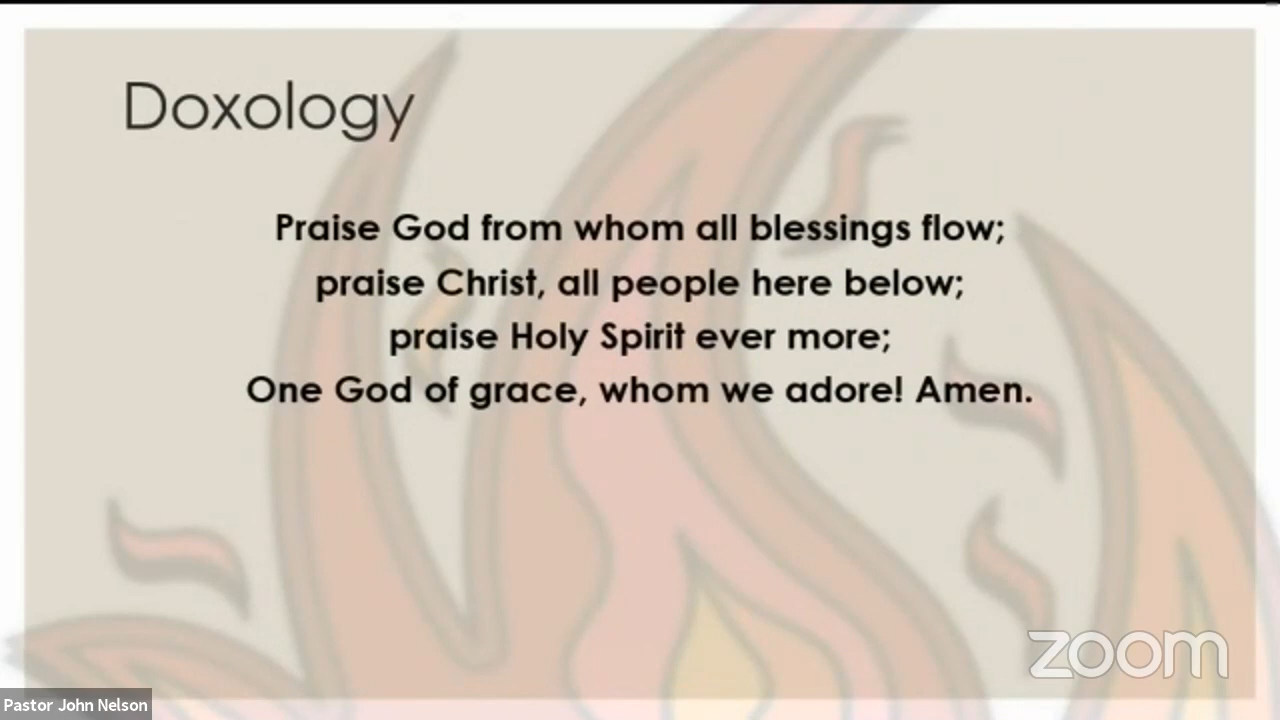 Doxology
Praise God from whom all blessings flow;
praise Christ, all people here below;
praise Holy Spirit ever more;
One God of grace, whom we adore! Amen.
zoom
Pastor John Nelson